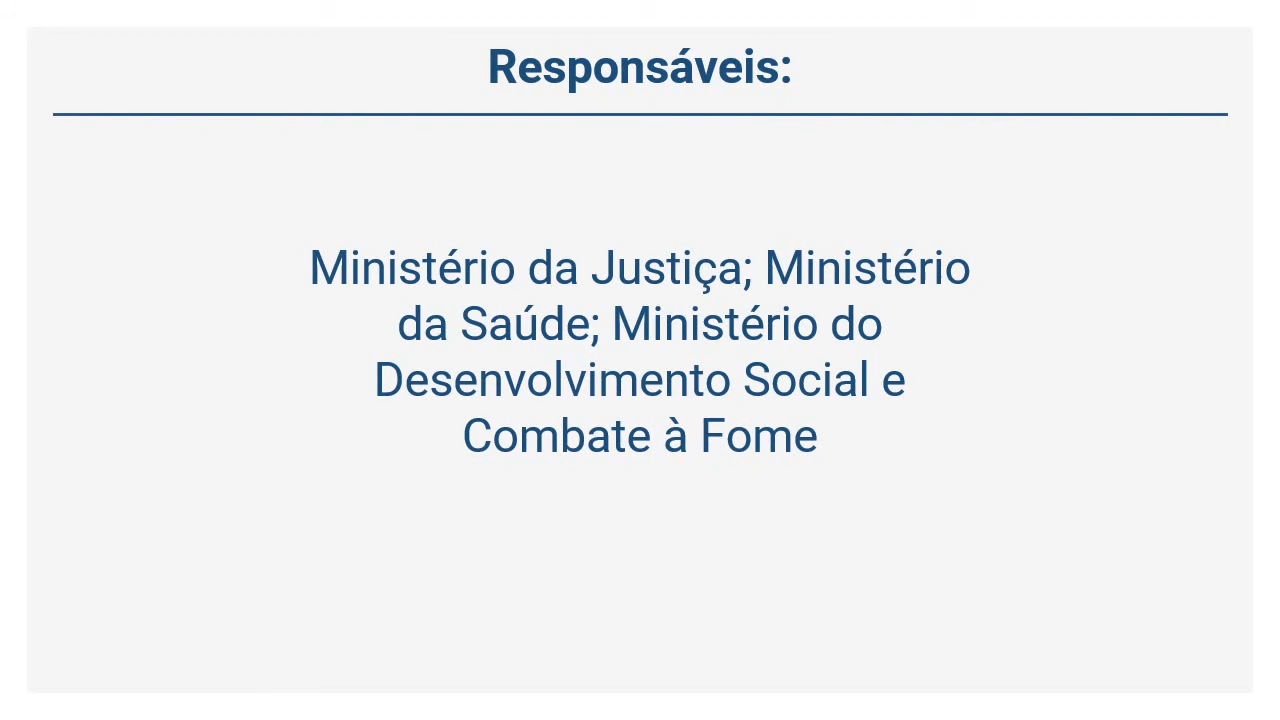 Responsáveis:
Ministério da Justiça; Ministério
da Saúde; Ministério do
Desenvolvimento Social e
Combate à Fome